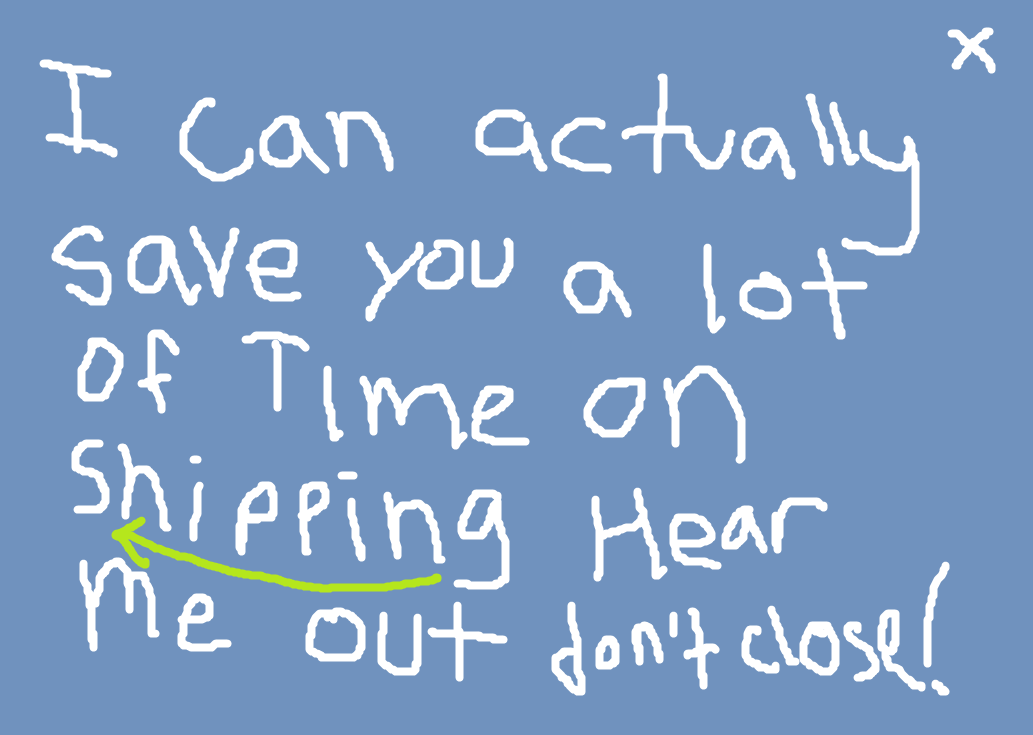 X
I can actually
save you a lot
of Time on
shipping Hear
me out don't close!